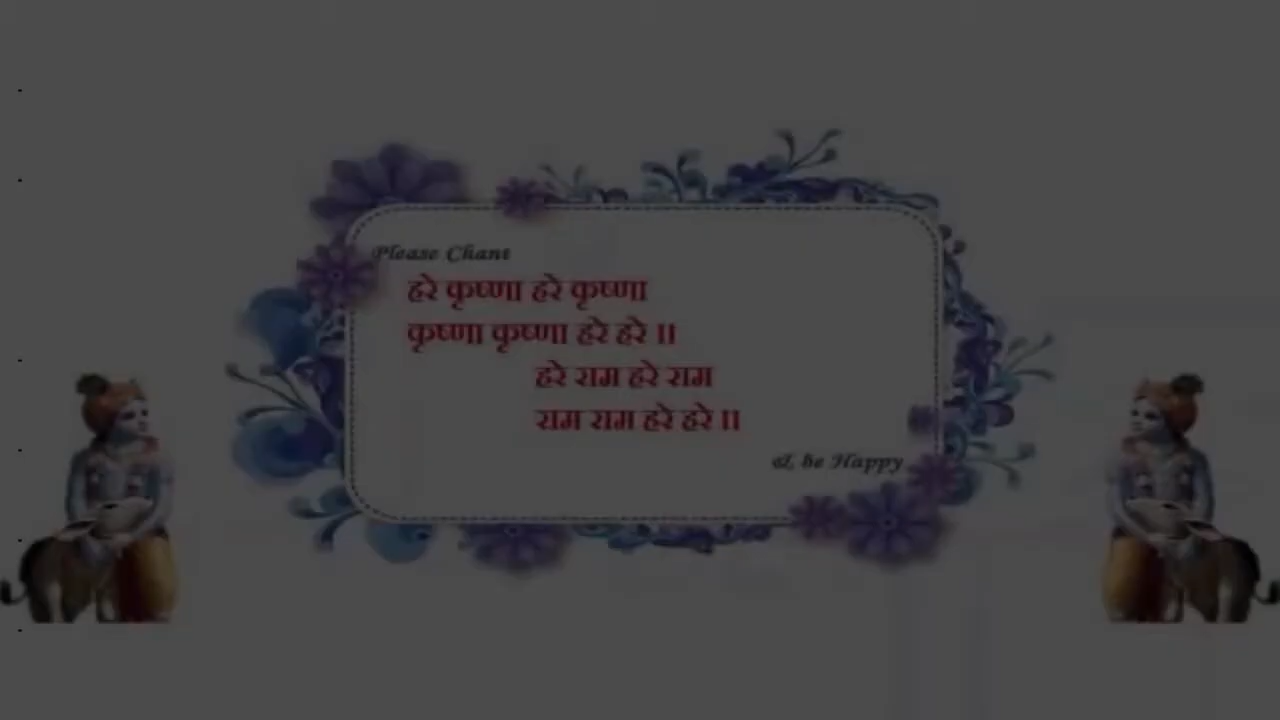 Please Chant
हरे कृष्णा हरे कृष्णा
कृष्णा कृष्णा हरे हरे ।।
हरे राम हरे राम
राम राम हरे हरे ।।
& be Happy